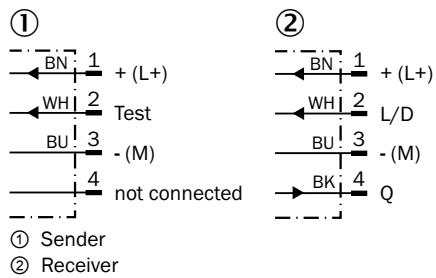 ① ②
BN 1 + (L+)
WH 2 Test
BU 3 - (M)
4 not connected
BN 1 + (L+)
WH 2 L/D
BU 3 - (M)
BK 4 Q
① Sender
② Receiver